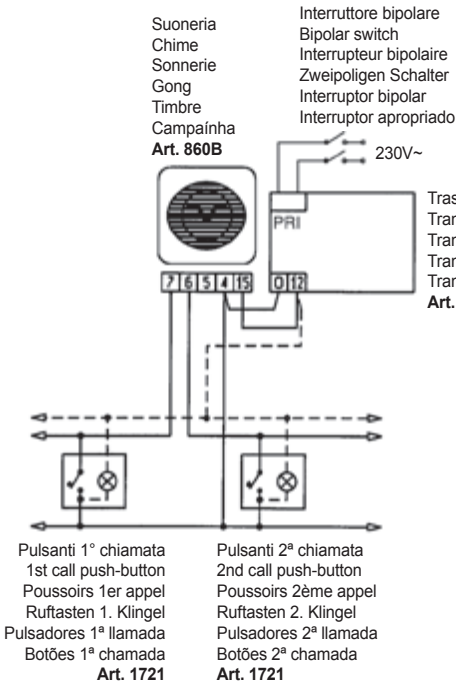 Suoneria
Chime
Sonnerie
Gong
Timbre
Campaínha
Art. 860B
Interruttore bipolare
Bipolar switch
Interrupteur bipolaire
Zweipoligen Schalter
Interruptor bipolar
Interruptor apropriado
230V~
PRI
Tras
Tran
Tran
Tran
Tran
Art.
7 6 5 4 15
0 12
Pulsanti 1° chiamata
1st call push-button
Poussoirs 1er appel
Ruftasten 1. Klingel
Pulsadores 1ª llamada
Botões 1ª chamada
Art. 1721
Pulsanti 2ª chiamata
2nd call push-button
Poussoirs 2ème appel
Ruftasten 2. Klingel
Pulsadores 2ª llamada
Botões 2ª chamada
Art. 1721